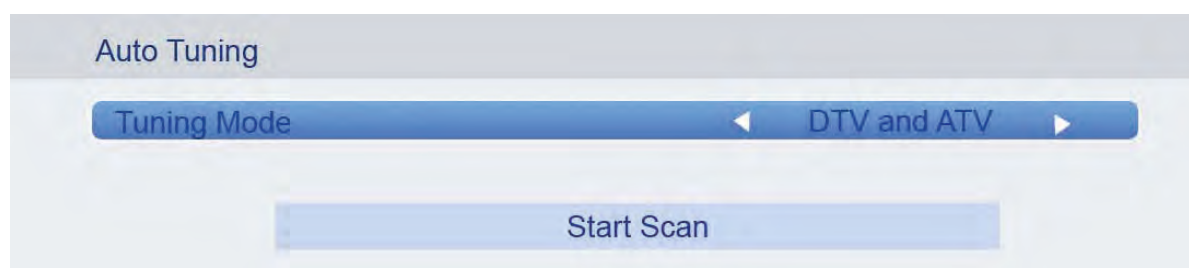 Auto Tuning
Tuning Mode DTV and ATV
Start Scan